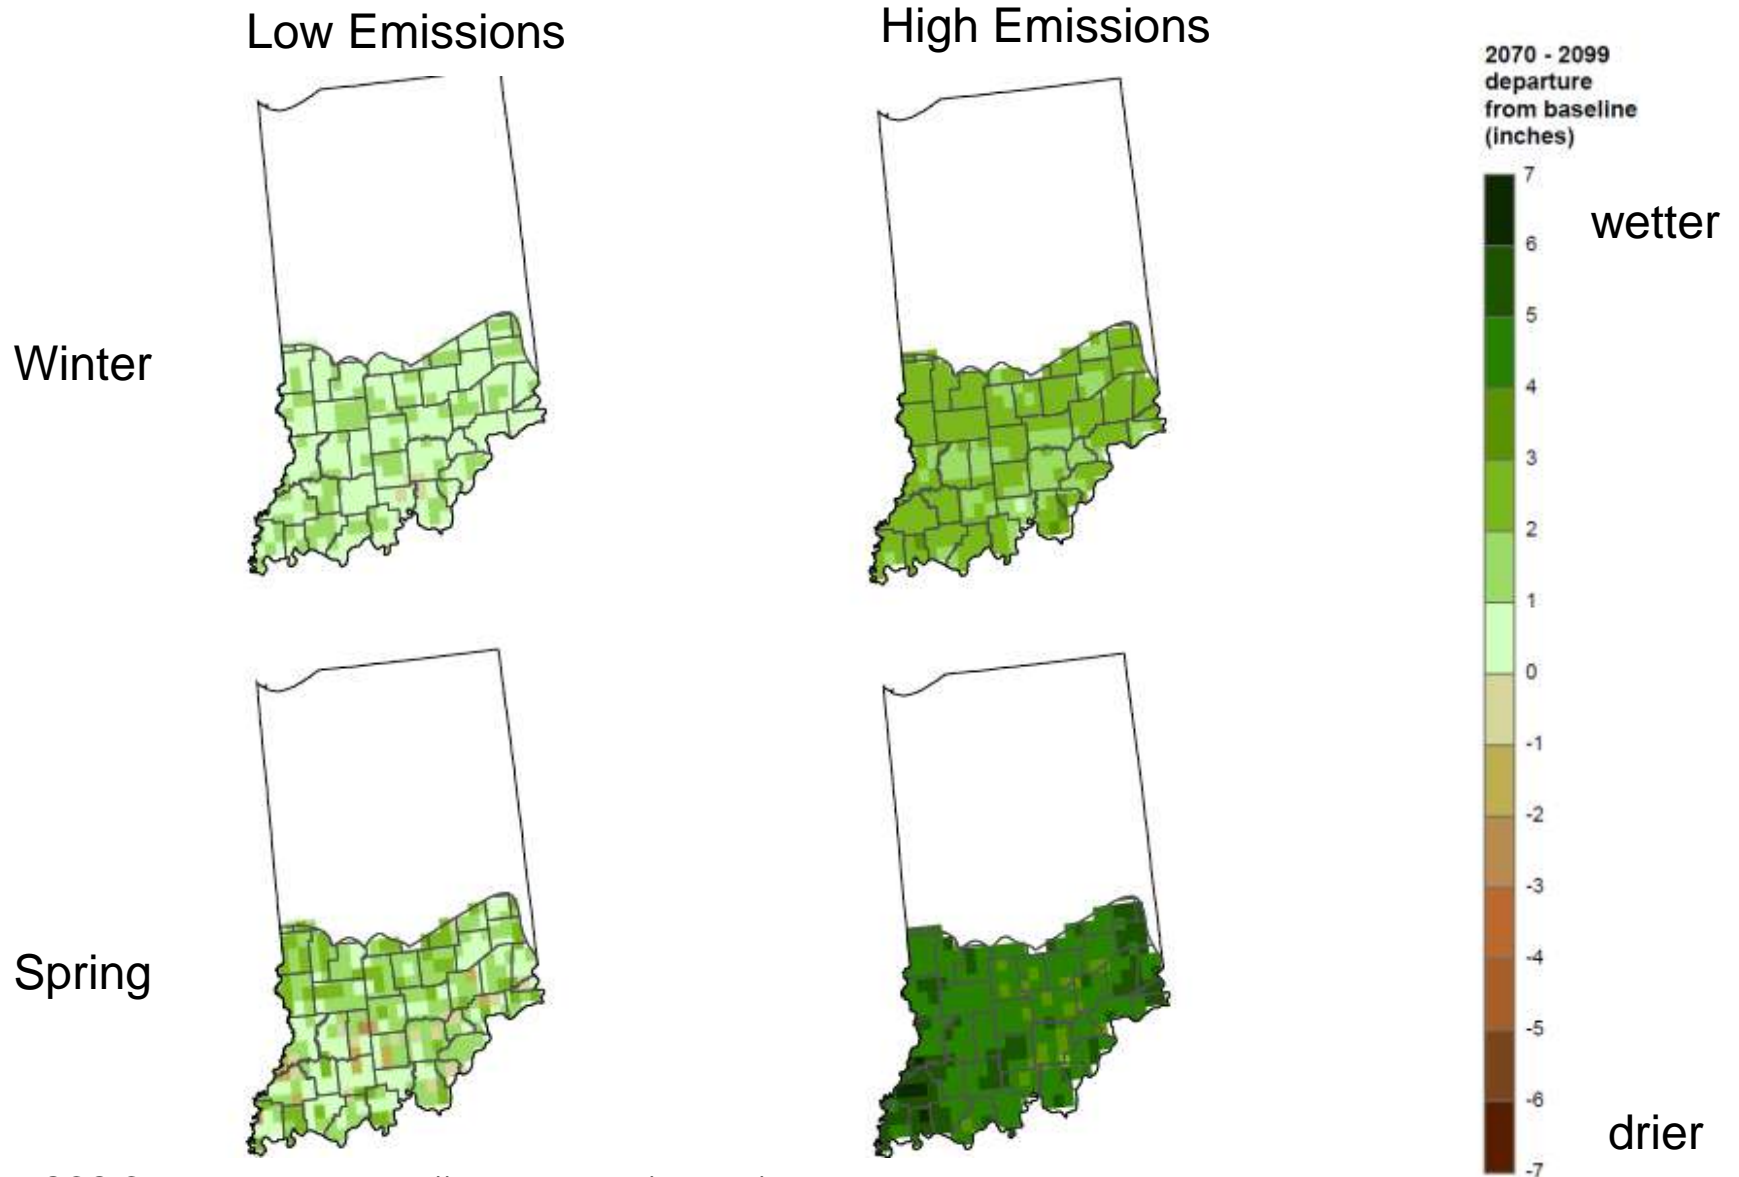 Low Emissions
High Emissions
2070 - 2099
departure
from baseline
(inches)
7
wetter
6
5
4
Winter
3
2
1
0
-1
-2
-3
Spring
-4
-5
-6
drier
-7